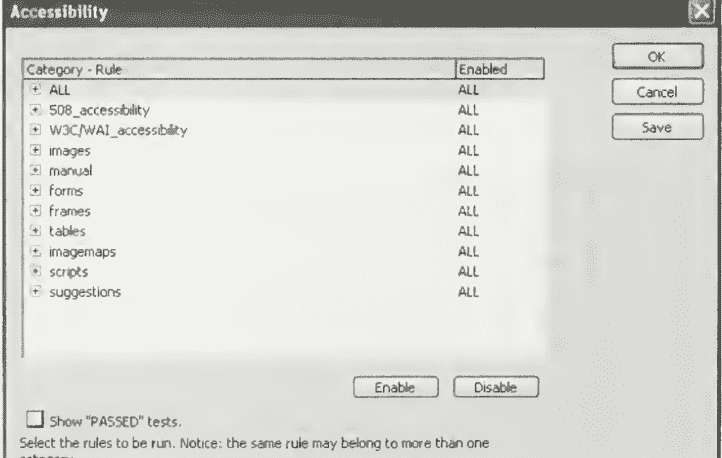 Accessibility
OK
Category - Rule Enabled
ALL ALL
Cancel
508_accessibility ALL
W3C/WAI_accessibility ALL
Save
images ALL
manual ALL
forms ALL
frames ALL
tables ALL
imagemaps ALL
scripts ALL
suggestions ALL
Enable Disable
Show "PASSED" tests.
Select the rules to be run. Notice: the same rule may belong to more than one
category.